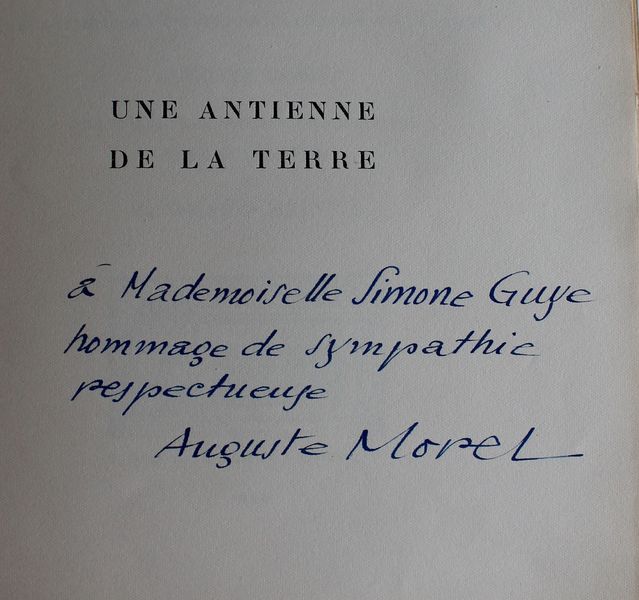 UNE ANTIENNE
DE LA TERRE
à Mademoiselle Simone Guye
hommage de sympathie
respectueuse
Auguste Morel